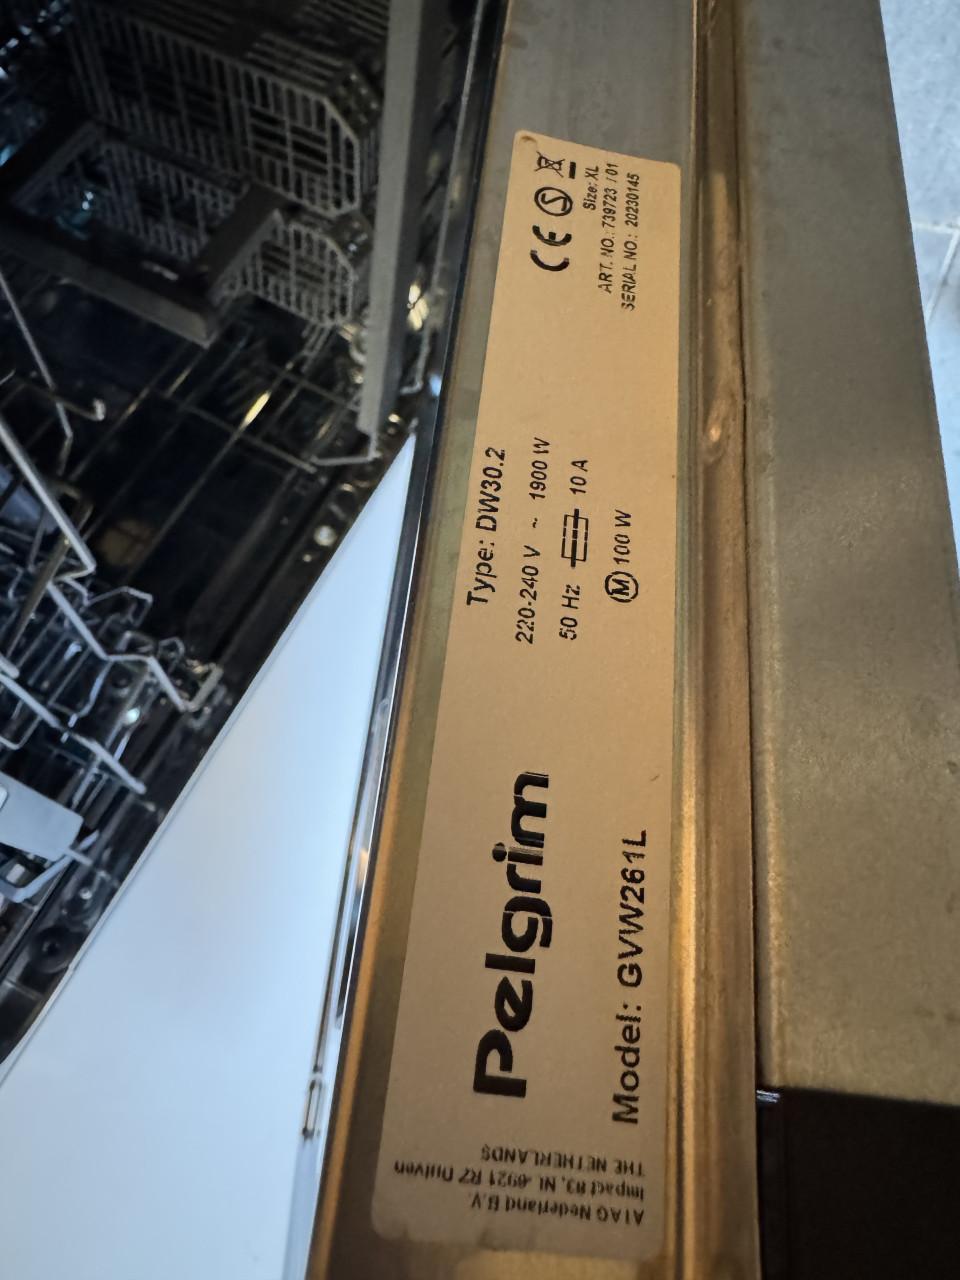 Pelgrim
Model: GVW261L
Type: DW30.2
220-240 V ~ 1900 W
50 Hz 10 A
M 100 W
CE S
Size: XL
ART. NO.: 739723 / 01
SERIAL NO.: 20230145
ATAG Nederland B.V.
Impact 83, NL-6921 RZ Duiven
THE NETHERLANDS